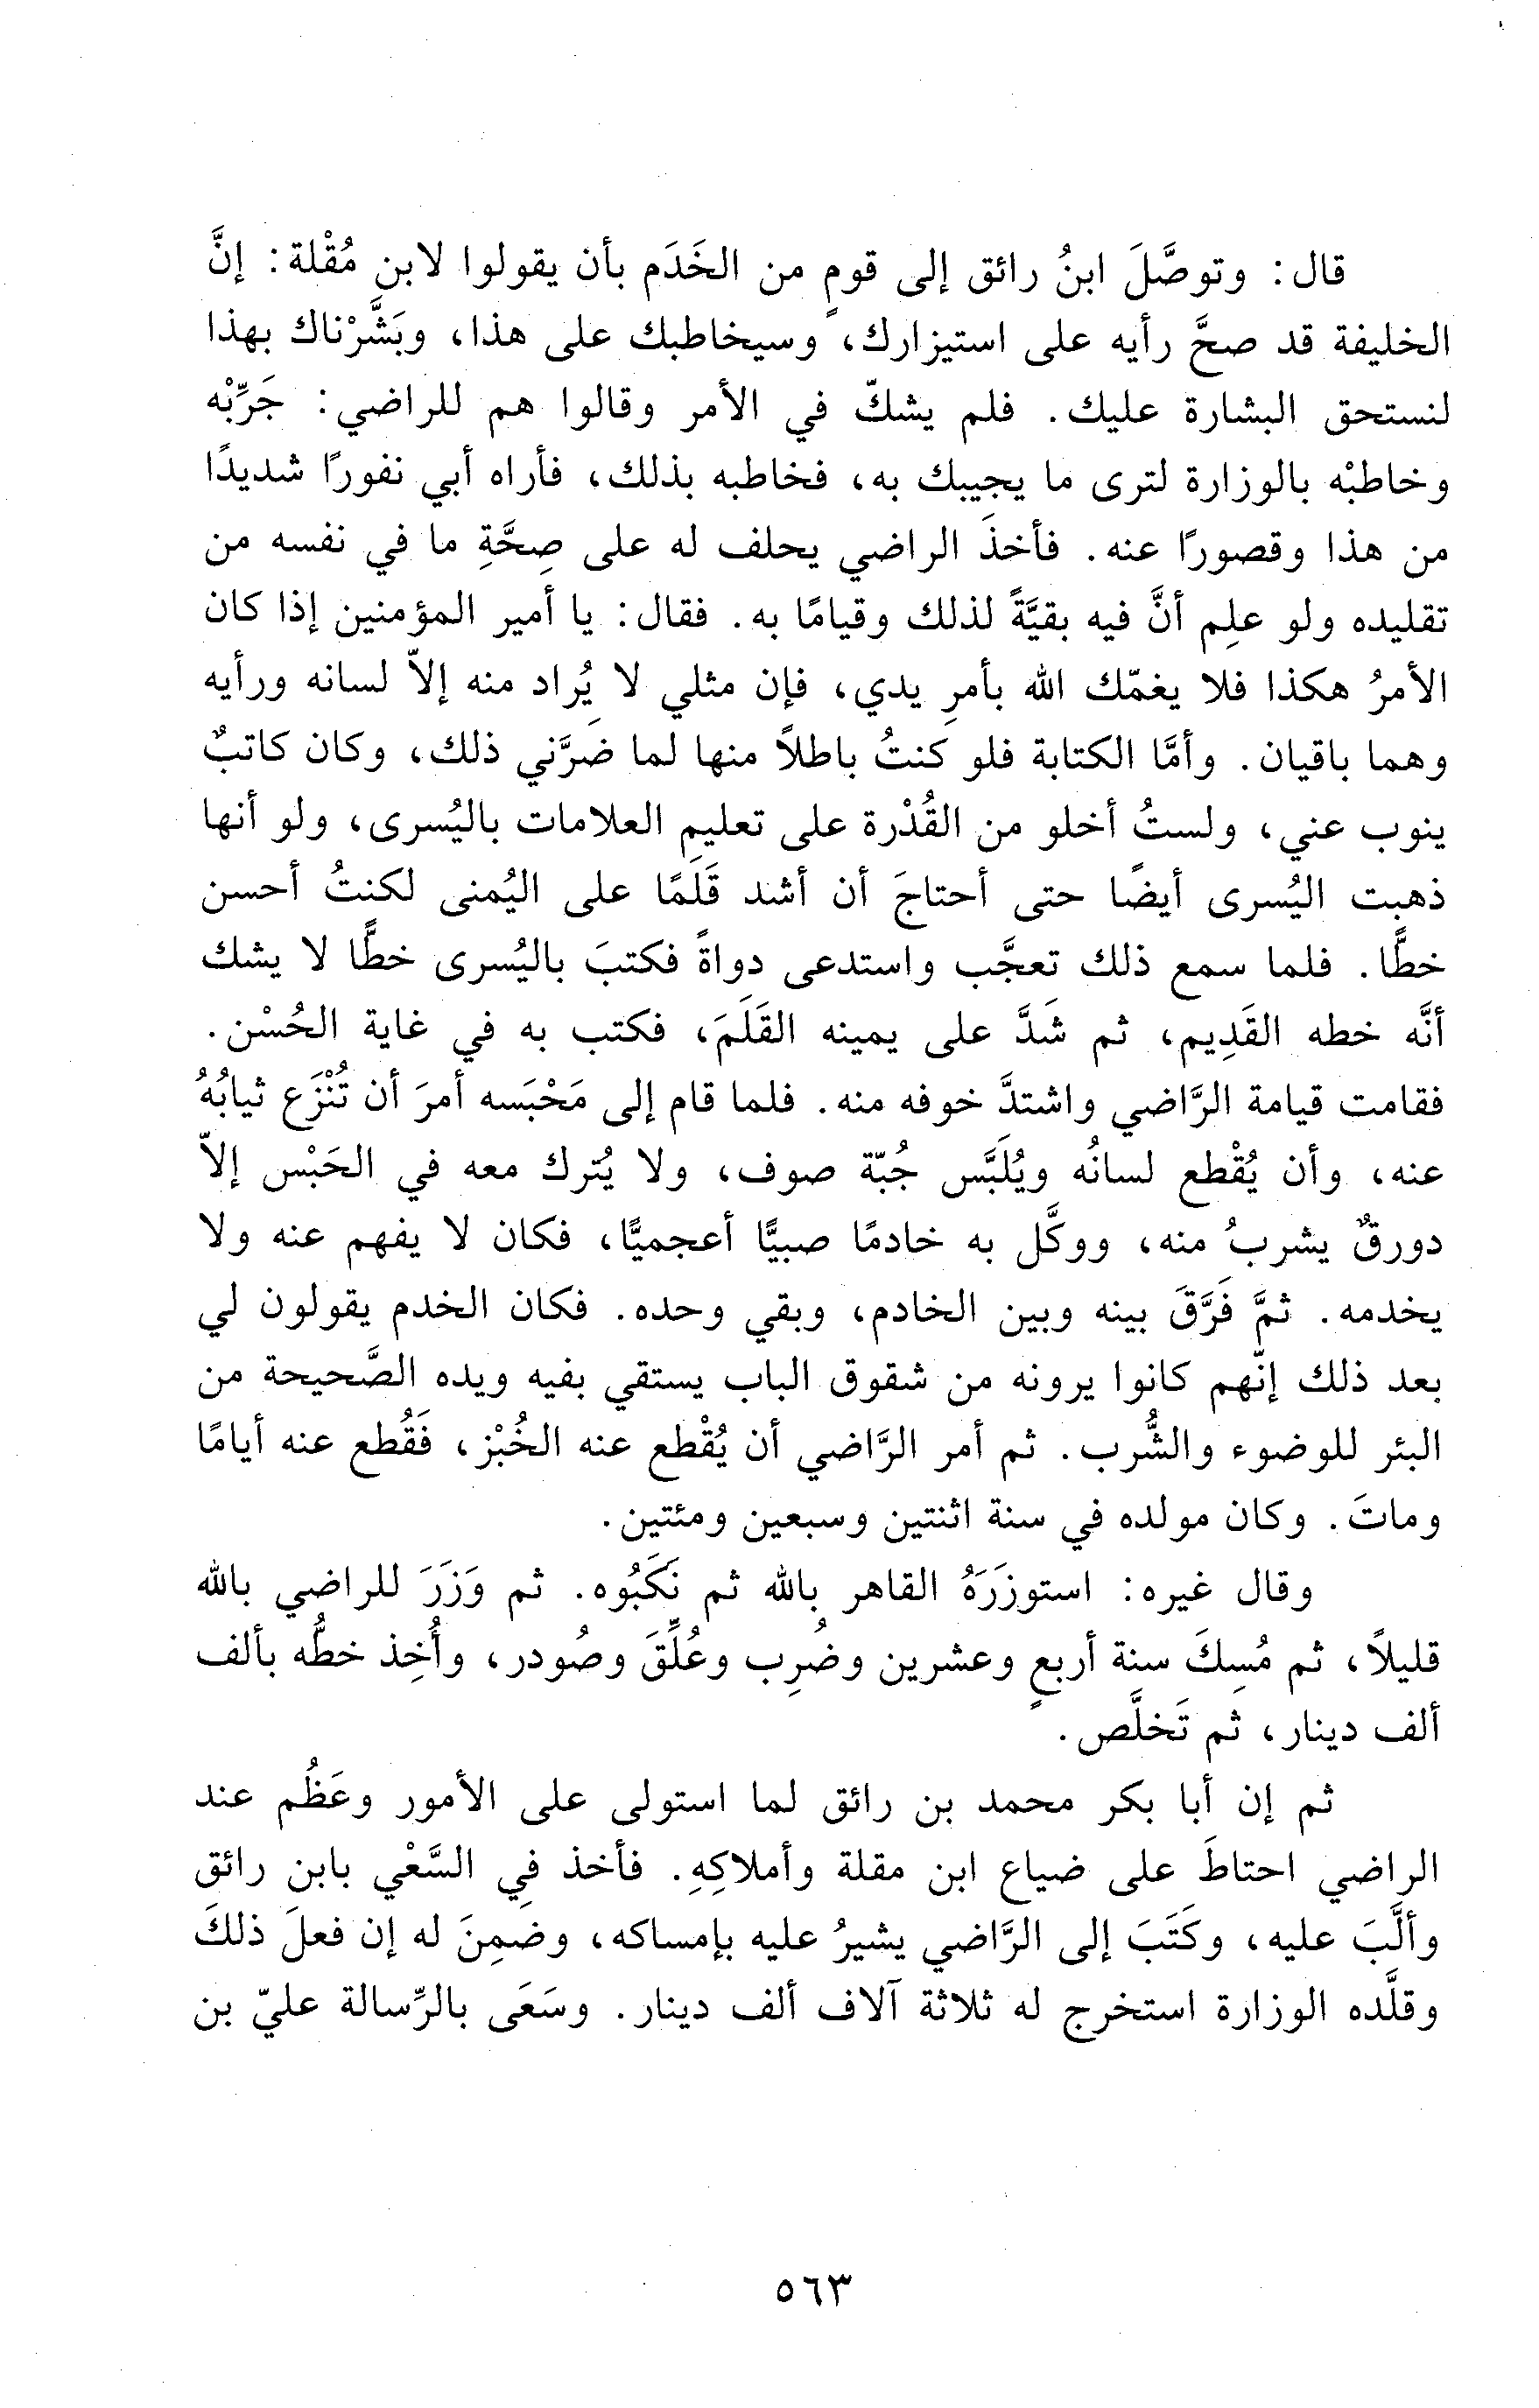 قال: وتوصَّلَ ابنُ رائق إلى قومٍ من الخَدَم بأن يقولوا لابن مُقْلة: إنَّ
الخليفة قد صحَّ رأيه على استيزارك، وسيخاطبك على هذا، وبَشَّرْناك بهذا
لنستحق البشارة عليك. فلم يشكّ في الأمر وقالوا هم للراضي: جَرِّبْه
وخاطبْه بالوزارة لترى ما يجيبك به، فخاطبه بذلك، فأراه أبي نفورًا شديدًا
من هذا وقصورًا عنه. فأخذَ الراضي يحلف له على صِحَّةِ ما في نفسه من
تقليده ولو علِم أنَّ فيه بقيَّةً لذلك وقيامًا به. فقال: يا أمير المؤمنين إذا كان
الأمرُ هكذا فلا يغمّك الله بأمرِ يدي، فإن مثلي لا يُراد منه إلاّ لسانه ورأيه
وهما باقيان. وأمَّا الكتابة فلو كنتُ باطلاً منها لما ضَرَّني ذلك، وكان كاتبٌ
ينوب عني، ولستُ أخلو من القُدْرة على تعليم العلامات باليُسرى، ولو أنها
ذهبت اليُسرى أيضًا حتى أحتاجَ أن أشد قَلَمًا على اليُمنى لكنتُ أحسن
خطًّا. فلما سمع ذلك تعجَّب واستدعى دواةً فكتبَ باليُسرى خطًّا لا يشك
أنَّه خطه القَدِيم، ثم شَدَّ على يمينه القَلَمَ، فكتب به في غاية الحُسْن.
فقامت قيامة الرَّاضي واشتدَّ خوفه منه. فلما قام إلى مَحْبَسه أمرَ أن تُنْزَع ثيابُهُ
عنه، وأن يُقْطع لسانُه ويُلَبَّس جُبّة صوف، ولا يُترك معه في الحَبْس إلاّ
دورقٌ يشربُ منه، ووكَّل به خادمًا صبيًّا أعجميًّا، فكان لا يفهم عنه ولا
يخدمه. ثمَّ فَرَّقَ بينه وبين الخادم، وبقي وحده. فكان الخدم يقولون لي
بعد ذلك إنّهم كانوا يرونه من شقوق الباب يستقي بفيه ويده الصَّحيحة من
البئر للوضوء والشُّرب. ثم أمر الرَّاضي أن يُقْطع عنه الخُبْز، فَقُطع عنه أيامًا
وماتَ. وكان مولده في سنة اثنتين وسبعين ومئتين.
وقال غيره: استوزَرَهُ القاهر بالله ثم نَكَبُوه. ثم وَزَرَ للراضي بالله
قليلاً، ثم مُسِكَ سنة أربعٍ وعشرين وضُرِب وعُلِّقَ وصُودر، وأُخِذ خطُّه بألف
ألف دينار، ثم تَخلَّص.
ثم إن أبا بكر محمد بن رائق لما استولى على الأمور وعَظُم عند
الراضي احتاطَ على ضياع ابن مقلة وأملاكِهِ. فأخذ في السَّعْي بابن رائق
وألَّبَ عليه، وكَتَبَ إلى الرَّاضي يشيرُ عليه بإمساكه، وضمِنَ له إن فعلَ ذلكَ
وقلَّده الوزارة استخرج له ثلاثة آلاف ألف دينار. وسَعَى بالرِّسالة عليّ بن
٥٦٣